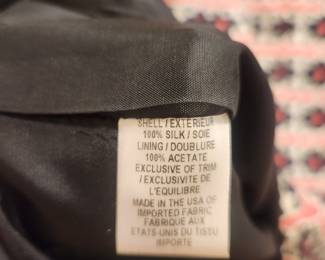 SHELL / EXTERIEUR
100% SILK / SOIE
LINING / DOUBLURE
100% ACETATE
EXCLUSIVE OF TRIM
/ EXCLUSIVITE DE
L'EQUILIBRE
MADE IN THE USA OF
IMPORTED FABRIC
FABRIQUE AUX
ETATS-UNIS DU TISSU
IMPORTE